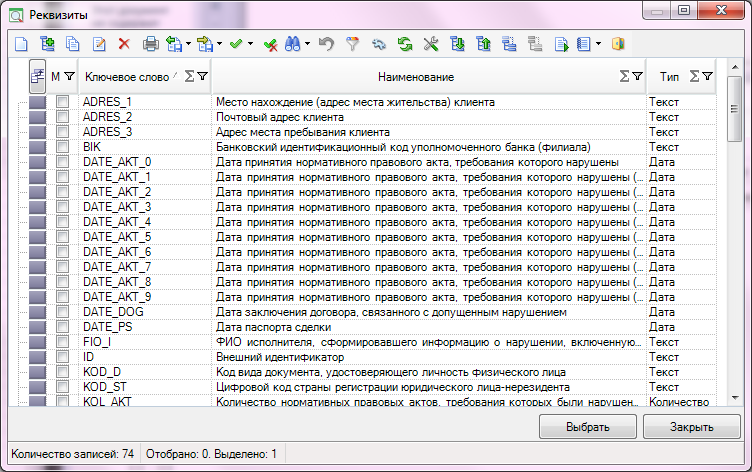 Реквизиты
М Ключевое слово Наименование Тип
ADRES_1 Место нахождение (адрес места жительства) клиента Текст
ADRES_2 Почтовый адрес клиента Текст
ADRES_3 Адрес места пребывания клиента Текст
BIK Банковский идентификационный код уполномоченного банка (филиала) Текст
DATE_AKT_0 Дата принятия нормативного правового акта, требования которого нарушены Дата
DATE_AKT_1 Дата принятия нормативного правового акта, требования которого нарушены (... Дата
DATE_AKT_2 Дата принятия нормативного правового акта, требования которого нарушены (... Дата
DATE_AKT_3 Дата принятия нормативного правового акта, требования которого нарушены (... Дата
DATE_AKT_4 Дата принятия нормативного правового акта, требования которого нарушены (... Дата
DATE_AKT_5 Дата принятия нормативного правового акта, требования которого нарушены (... Дата
DATE_AKT_6 Дата принятия нормативного правового акта, требования которого нарушены (... Дата
DATE_AKT_7 Дата принятия нормативного правового акта, требования которого нарушены (... Дата
DATE_AKT_8 Дата принятия нормативного правового акта, требования которого нарушены (... Дата
DATE_AKT_9 Дата принятия нормативного правового акта, требования которого нарушены (... Дата
DATE_DOG Дата заключения договора, связанного с допущенным нарушением Дата
DATE_PS Дата паспорта сделки Дата
FIO_I ФИО исполнителя, сформировавшего информацию о нарушении, включенную... Текст
ID Внешний идентификатор Текст
KOD_D Код вида документа, удостоверяющего личность физического лица Текст
KOD_ST Цифровой код страны регистрации юридического лица-нерезидента Текст
KOL_AKT Количество нормативных правовых актов, требования которых были нарушен... Количество
Выбрать Закрыть
Количество записей: 74 Отобрано: 0. Выделено: 1